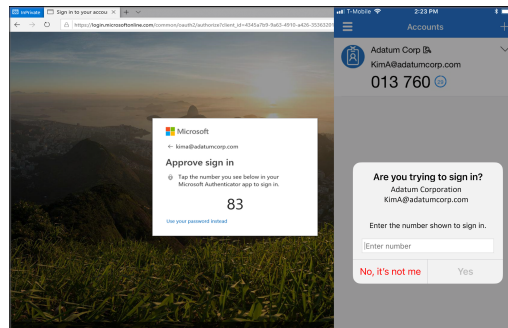 InPrivate
Sign in to your accou
https://login.microsoftonline.com/common/oauth2/authorize?client_id=4345a7b9-9a63-4910-a426-35363201
Microsoft
← kima@adatumcorp.com
Approve sign in
Tap the number you see below in your
Microsoft Authenticator app to sign in.
83
Use your password instead
T-Mobile 2:23 PM
Accounts
Adatum Corp
KimA@adatumcorp.com
013 760
Are you trying to sign in?
Adatum Corporation
KimA@adatumcorp.com
Enter the number shown to sign in.
Enter number
No, it's not me Yes